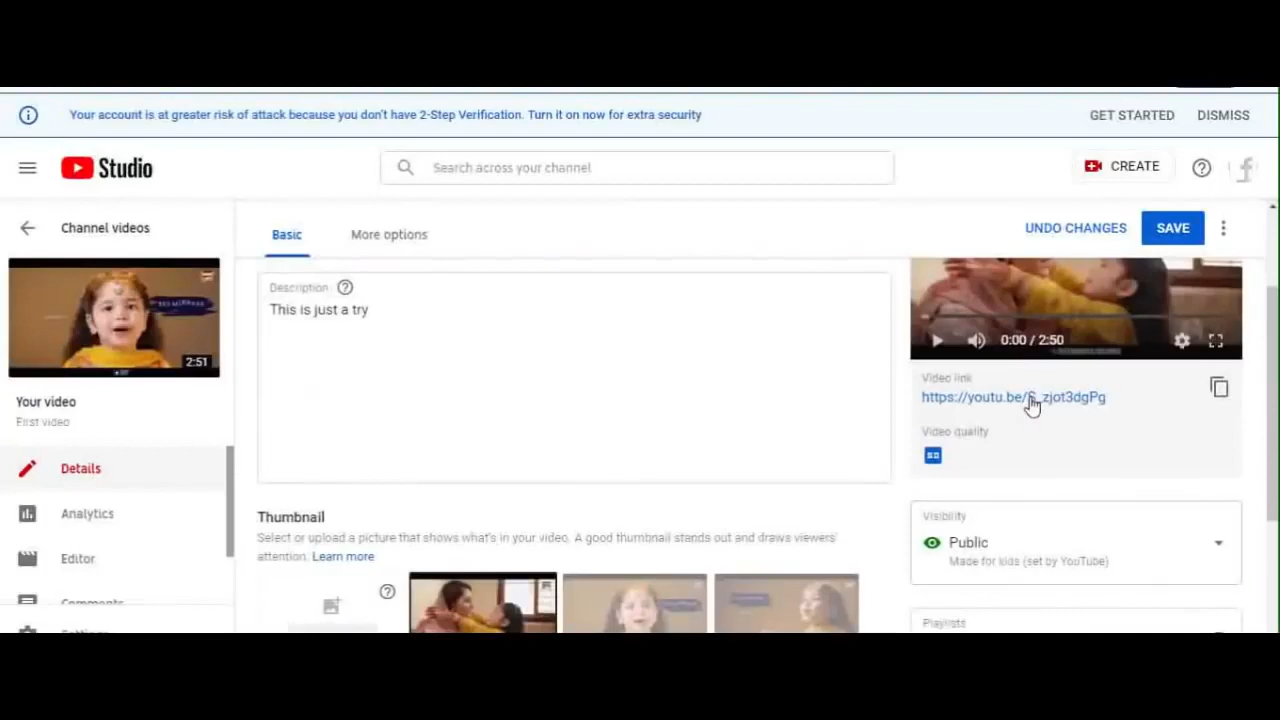 Your account is at greater risk of attack because you don't have 2-Step Verification. Turn it on now for extra security
GET STARTED
DISMISS
Studio
Search across your channel
CREATE
Channel videos
Basic
More options
UNDO CHANGES
SAVE
2:51
Your video
First video
Details
Analytics
Editor
Comments
Settings
Description
This is just a try
Thumbnail
Select or upload a picture that shows what's in your video. A good thumbnail stands out and draws viewers'
attention. Learn more
0:00 / 2:50
Video link
Video quality
SD
Visibility
Public
Made for kids (set by YouTube)
Playlists